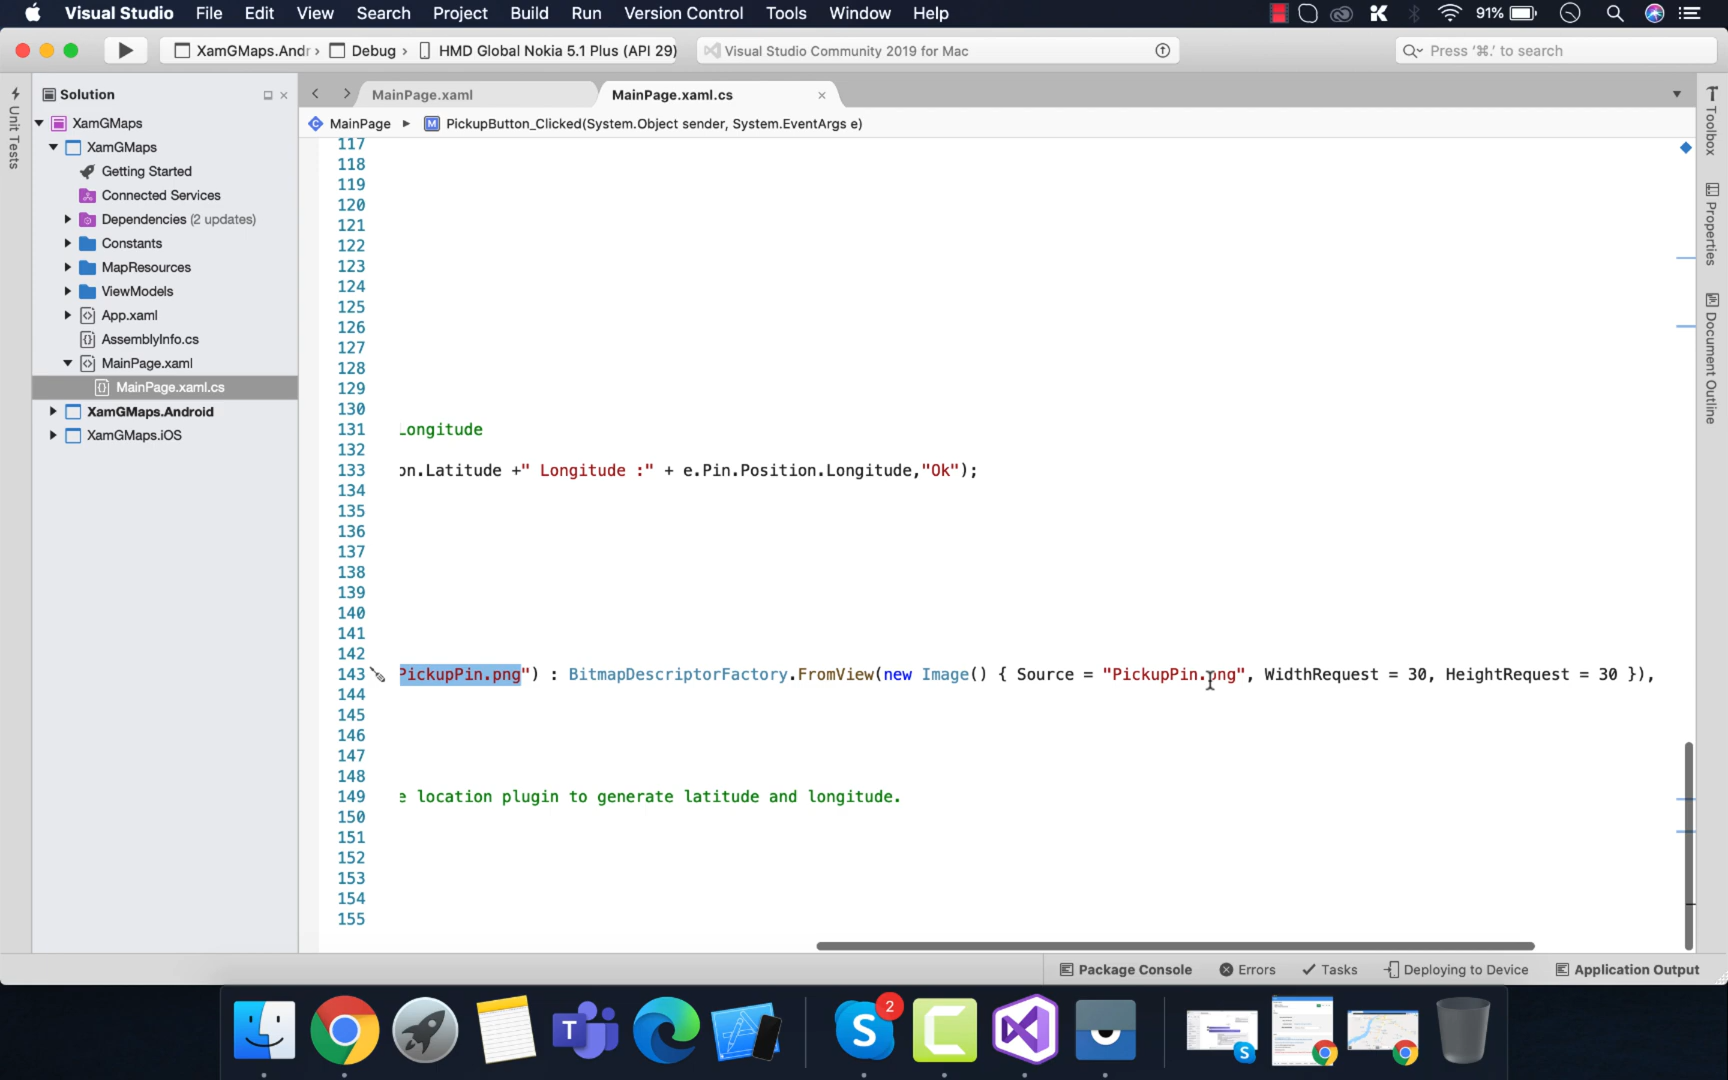 Visual Studio File Edit View Search Project Build Run Version Control Tools Window Help 91%
XamGMaps.Andr › Debug › HMD Global Nokia 5.1 Plus (API 29) Visual Studio Community 2019 for Mac Press ‘⌘.’ to search
Solution MainPage.xaml MainPage.xaml.cs
XamGMaps MainPage PickupButton_Clicked(System.Object sender, System.EventArgs e)
XamGMaps
Getting Started
Connected Services
Dependencies (2 updates)
Constants
MapResources
ViewModels
App.xaml
AssemblyInfo.cs
MainPage.xaml
MainPage.xaml.cs
XamGMaps.Android
XamGMaps.iOS
Unit Tests
117
118
119
120
121
122
123
124
125
126
127
128
129
130
131 Longitude
132
133 on.Latitude +" Longitude :" + e.Pin.Position.Longitude,"Ok");
134
135
136
137
138
139
140
141
142
143 PickupPin.png") : BitmapDescriptorFactory.FromView(new Image() { Source = "PickupPin.png", WidthRequest = 30, HeightRequest = 30 }),
144
145
146
147
148
149 e location plugin to generate latitude and longitude.
150
151
152
153
154
155
Toolbox
Properties
Document Outline
Package Console Errors Tasks Deploying to Device Application Output
T
S 2
C
S